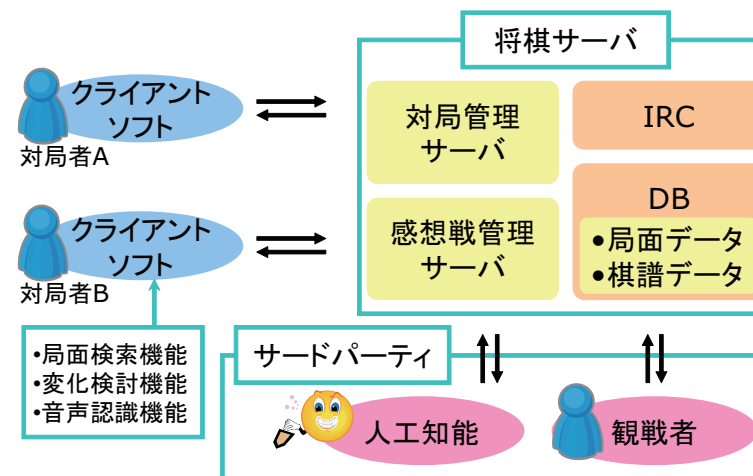 将棋サーバ
クライアント
ソフト
対局者A
対局管理
サーバ
IRC
クライアント
ソフト
対局者B
感想戦管理
サーバ
DB
●局面データ
●棋譜データ
•局面検索機能
•変化検討機能
•音声認識機能
サードパーティ
人工知能
観戦者